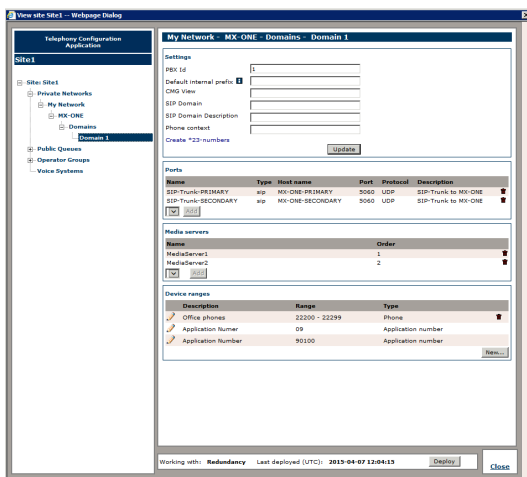 View site Site1 -- Webpage Dialog
Telephony Configuration
Application
Site1
Site: Site1
Private Networks
My Network
MX-ONE
Domains
Domain 1
Public Queues
Operator Groups
Voice Systems
My Network - MX-ONE - Domains - Domain 1
Settings
PBX Id 1
Default internal prefix
CMG View
SIP Domain
SIP Domain Description
Phone context
Create *23-numbers
Update
Ports
Name Type Host name Port Protocol Description
SIP-Trunk-PRIMARY sip MX-ONE-PRIMARY 5060 UDP SIP-Trunk to MX-ONE
SIP-Trunk-SECONDARY sip MX-ONE-SECONDARY 5060 UDP SIP-Trunk to MX-ONE
Add
Media servers
Name Order
MediaServer1 1
MediaServer2 2
Add
Device ranges
Description Range Type
Office phones 22200 - 22299 Phone
Application Numer 09 Application number
Application Number 90100 Application number
New...
Working with: Redundancy Last deployed (UTC): 2015-04-07 12:04:15 Deploy
Close